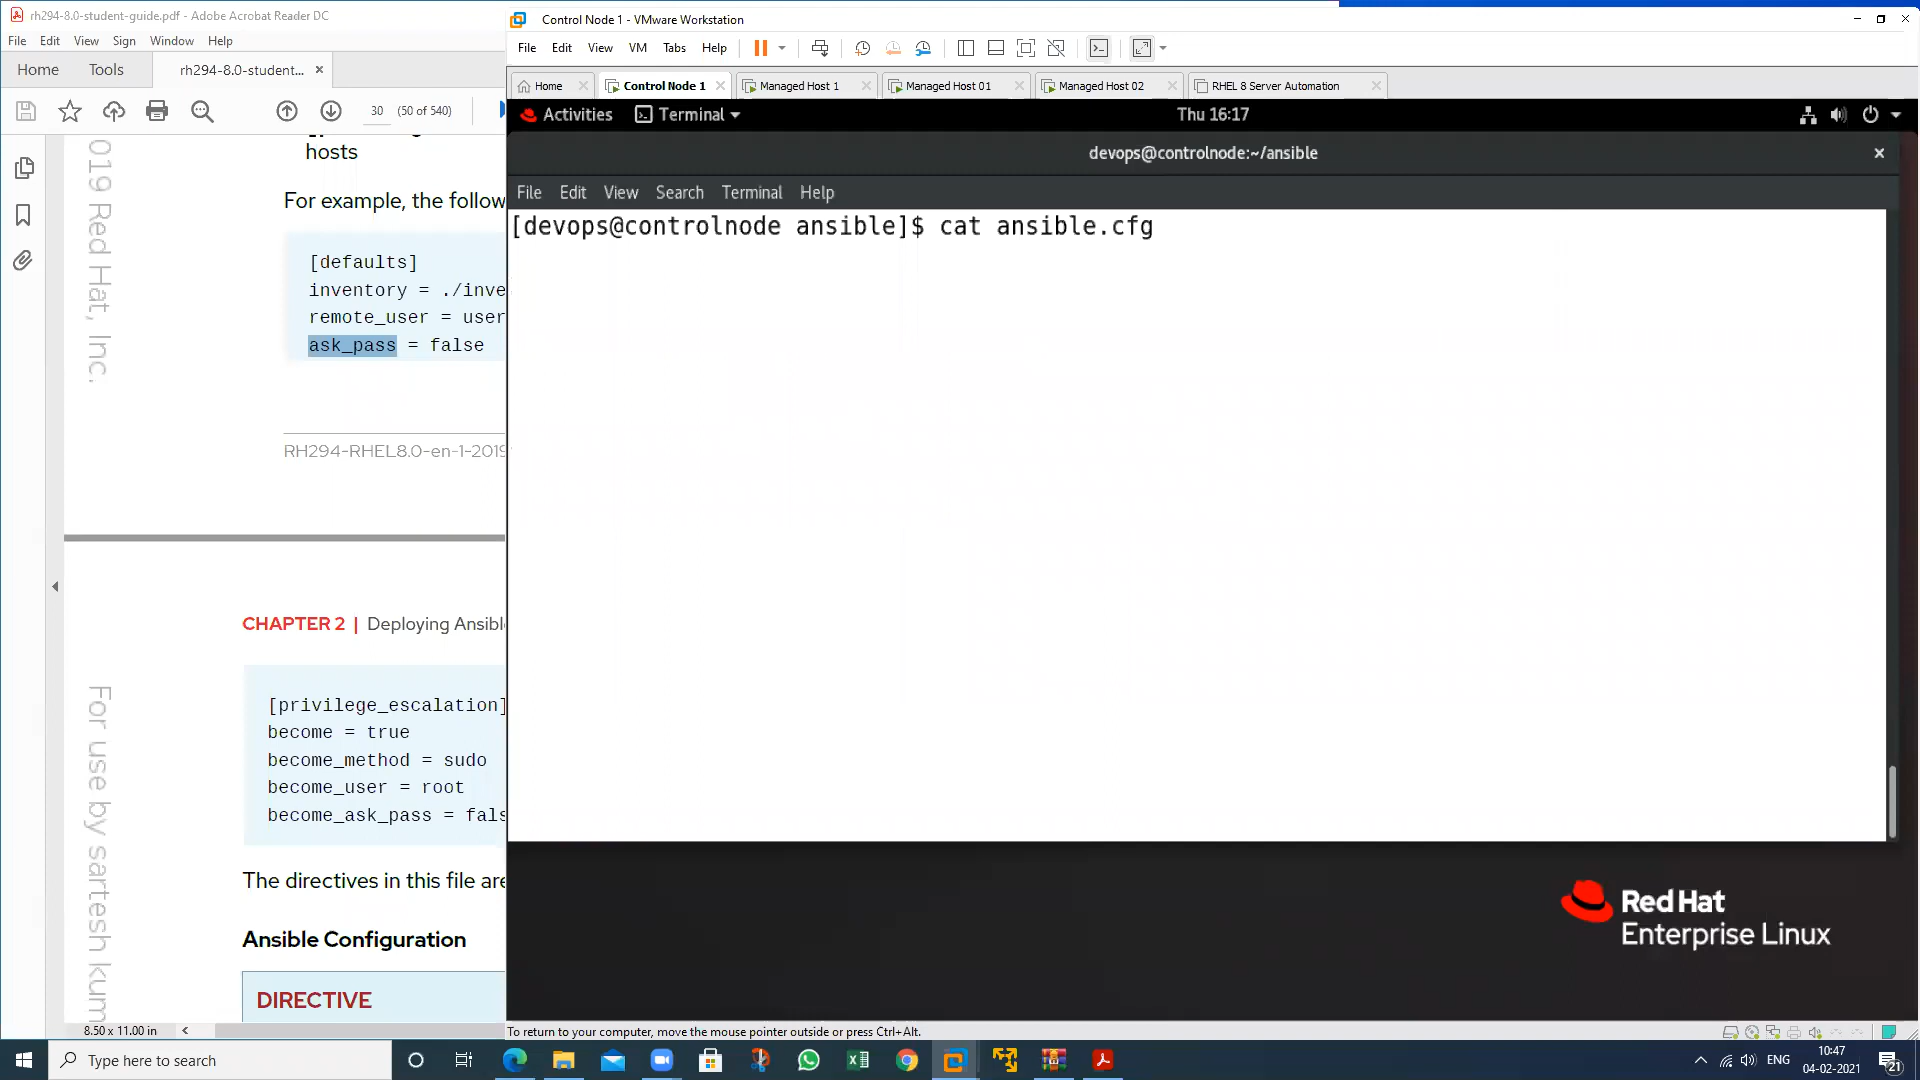 rh294-8.0-student-guide.pdf - Adobe Acrobat Reader DC
File Edit View Sign Window Help
Home Tools rh294-8.0-student...
30 (50 of 540)
hosts
For example, the follow
[defaults]
inventory = ./inve
remote_user = user
ask_pass = false
RH294-RHEL8.0-en-1-2019
CHAPTER 2 | Deploying Ansible
[privilege_escalation]
become = true
become_method = sudo
become_user = root
become_ask_pass = fals
The directives in this file are
Ansible Configuration
DIRECTIVE
019 Red Hat, Inc.
For use by sartesh kum
8.50 x 11.00 in
Control Node 1 - VMware Workstation
File Edit View VM Tabs Help
Home Control Node 1 Managed Host 1 Managed Host 01 Managed Host 02 RHEL 8 Server Automation
Activities Terminal Thu 16:17
devops@controlnode:~/ansible
File Edit View Search Terminal Help
[devops@controlnode ansible]$ cat ansible.cfg
Red Hat
Enterprise Linux
To return to your computer, move the mouse pointer outside or press Ctrl+Alt.
Type here to search
ENG
10:47
04-02-2021
21